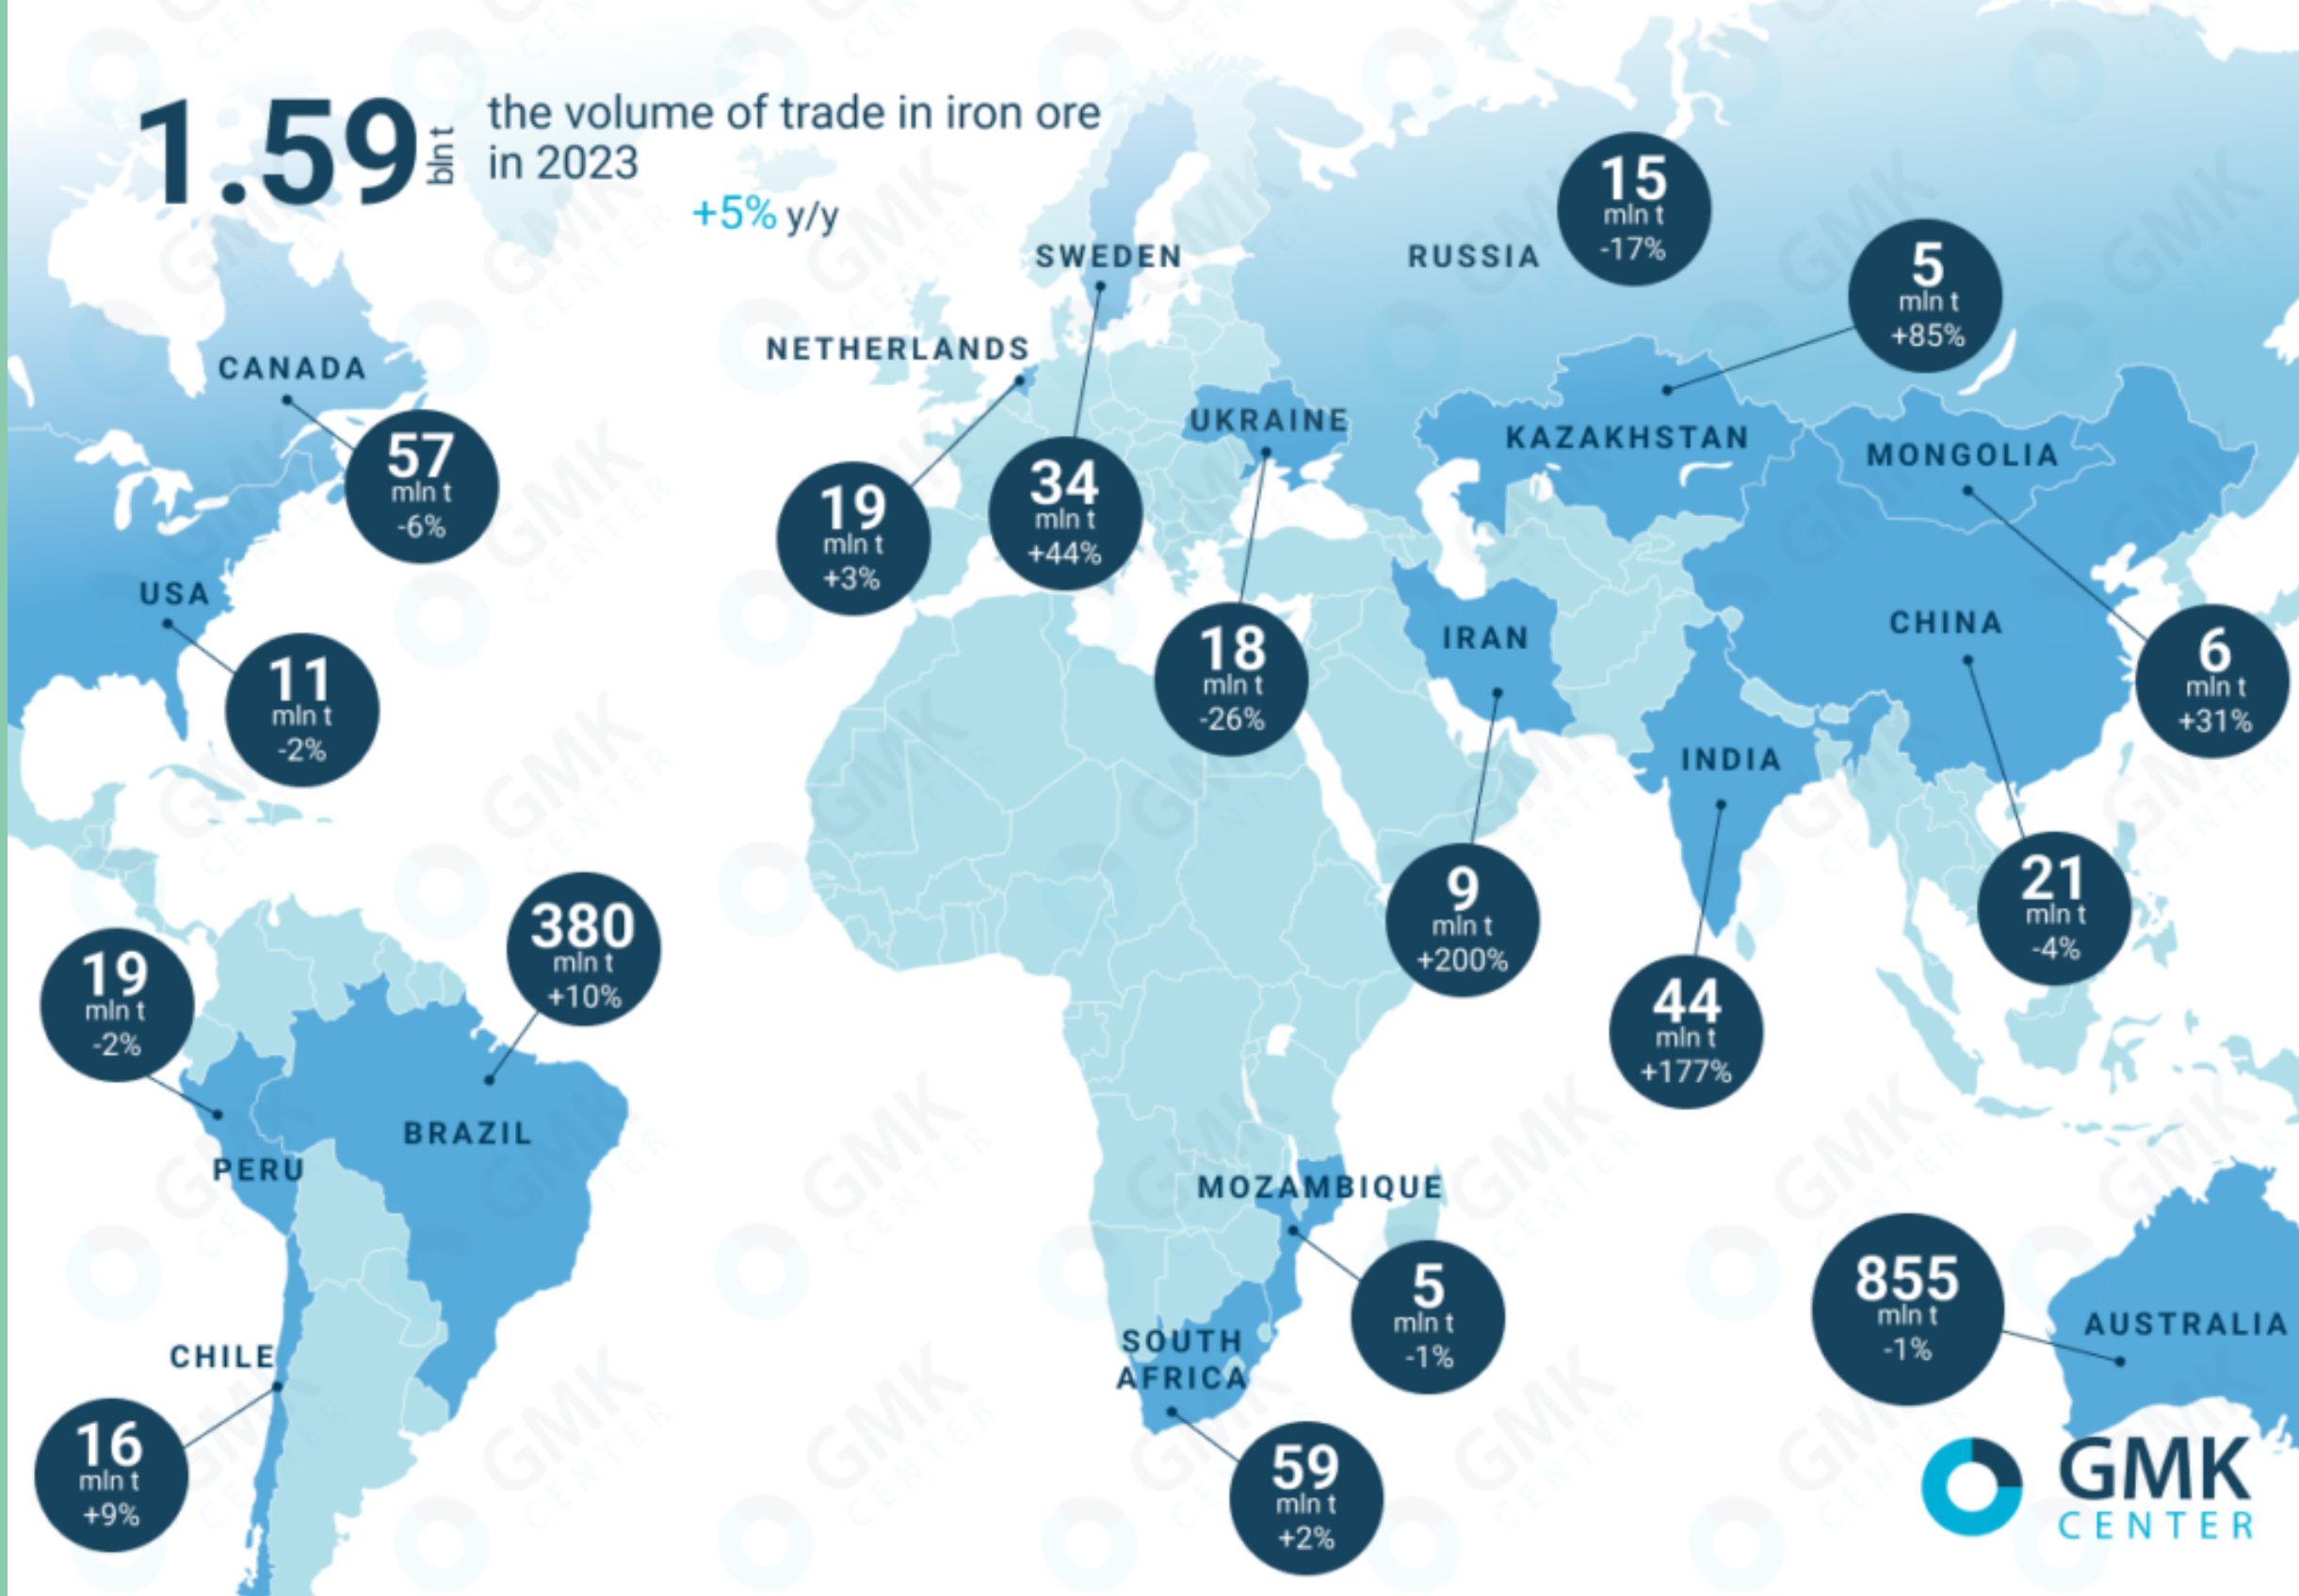 1.59
bln t
the volume of trade in iron ore
in 2023
+5% y/y
RUSSIA
15
mln t
-17%
5
mln t
+85%
SWEDEN
NETHERLANDS
CANADA
57
mln t
-6%
UKRAINE
KAZAKHSTAN
MONGOLIA
19
mln t
+3%
34
mln t
+44%
USA
11
mln t
-2%
18
mln t
-26%
IRAN
CHINA
6
mln t
+31%
INDIA
380
mln t
+10%
19
mln t
-2%
9
mln t
+200%
21
mln t
-4%
44
mln t
+177%
BRAZIL
PERU
MOZAMBIQUE
5
mln t
-1%
855
mln t
-1%
AUSTRALIA
CHILE
SOUTH
AFRICA
16
mln t
+9%
59
mln t
+2%
GMK
CENTER